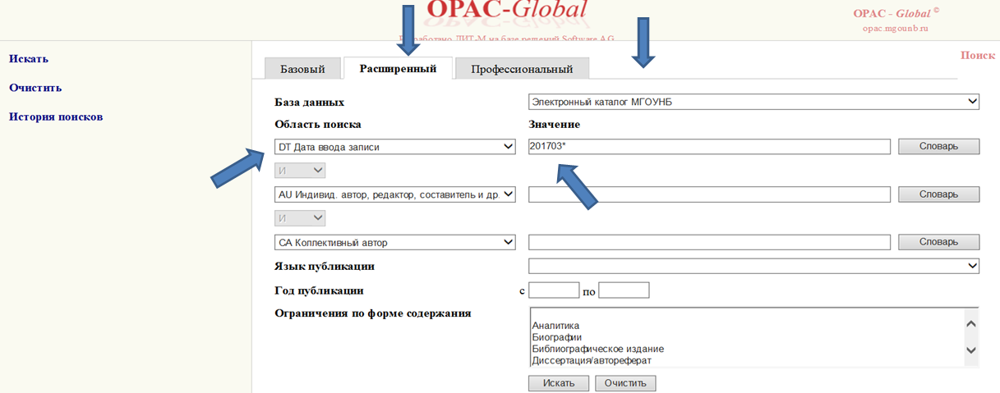 OPAC-Global
Разработано ДИТ-М на базе решений Software AG
OPAC - Global ©
opac.mgounb.ru
Поиск
Искать
Очистить
История поисков
Базовый Расширенный Профессиональный
База данных Электронный каталог МГОУНБ
Область поиска Значение
DT Дата ввода записи 201703* Словарь
И
AU Индивид. автор, редактор, составитель и др. Словарь
И
CA Коллективный автор Словарь
Язык публикации
Год публикации с по
Ограничения по форме содержания
Аналитика
Биографии
Библиографическое издание
Диссертация/автореферат
Искать Очистить